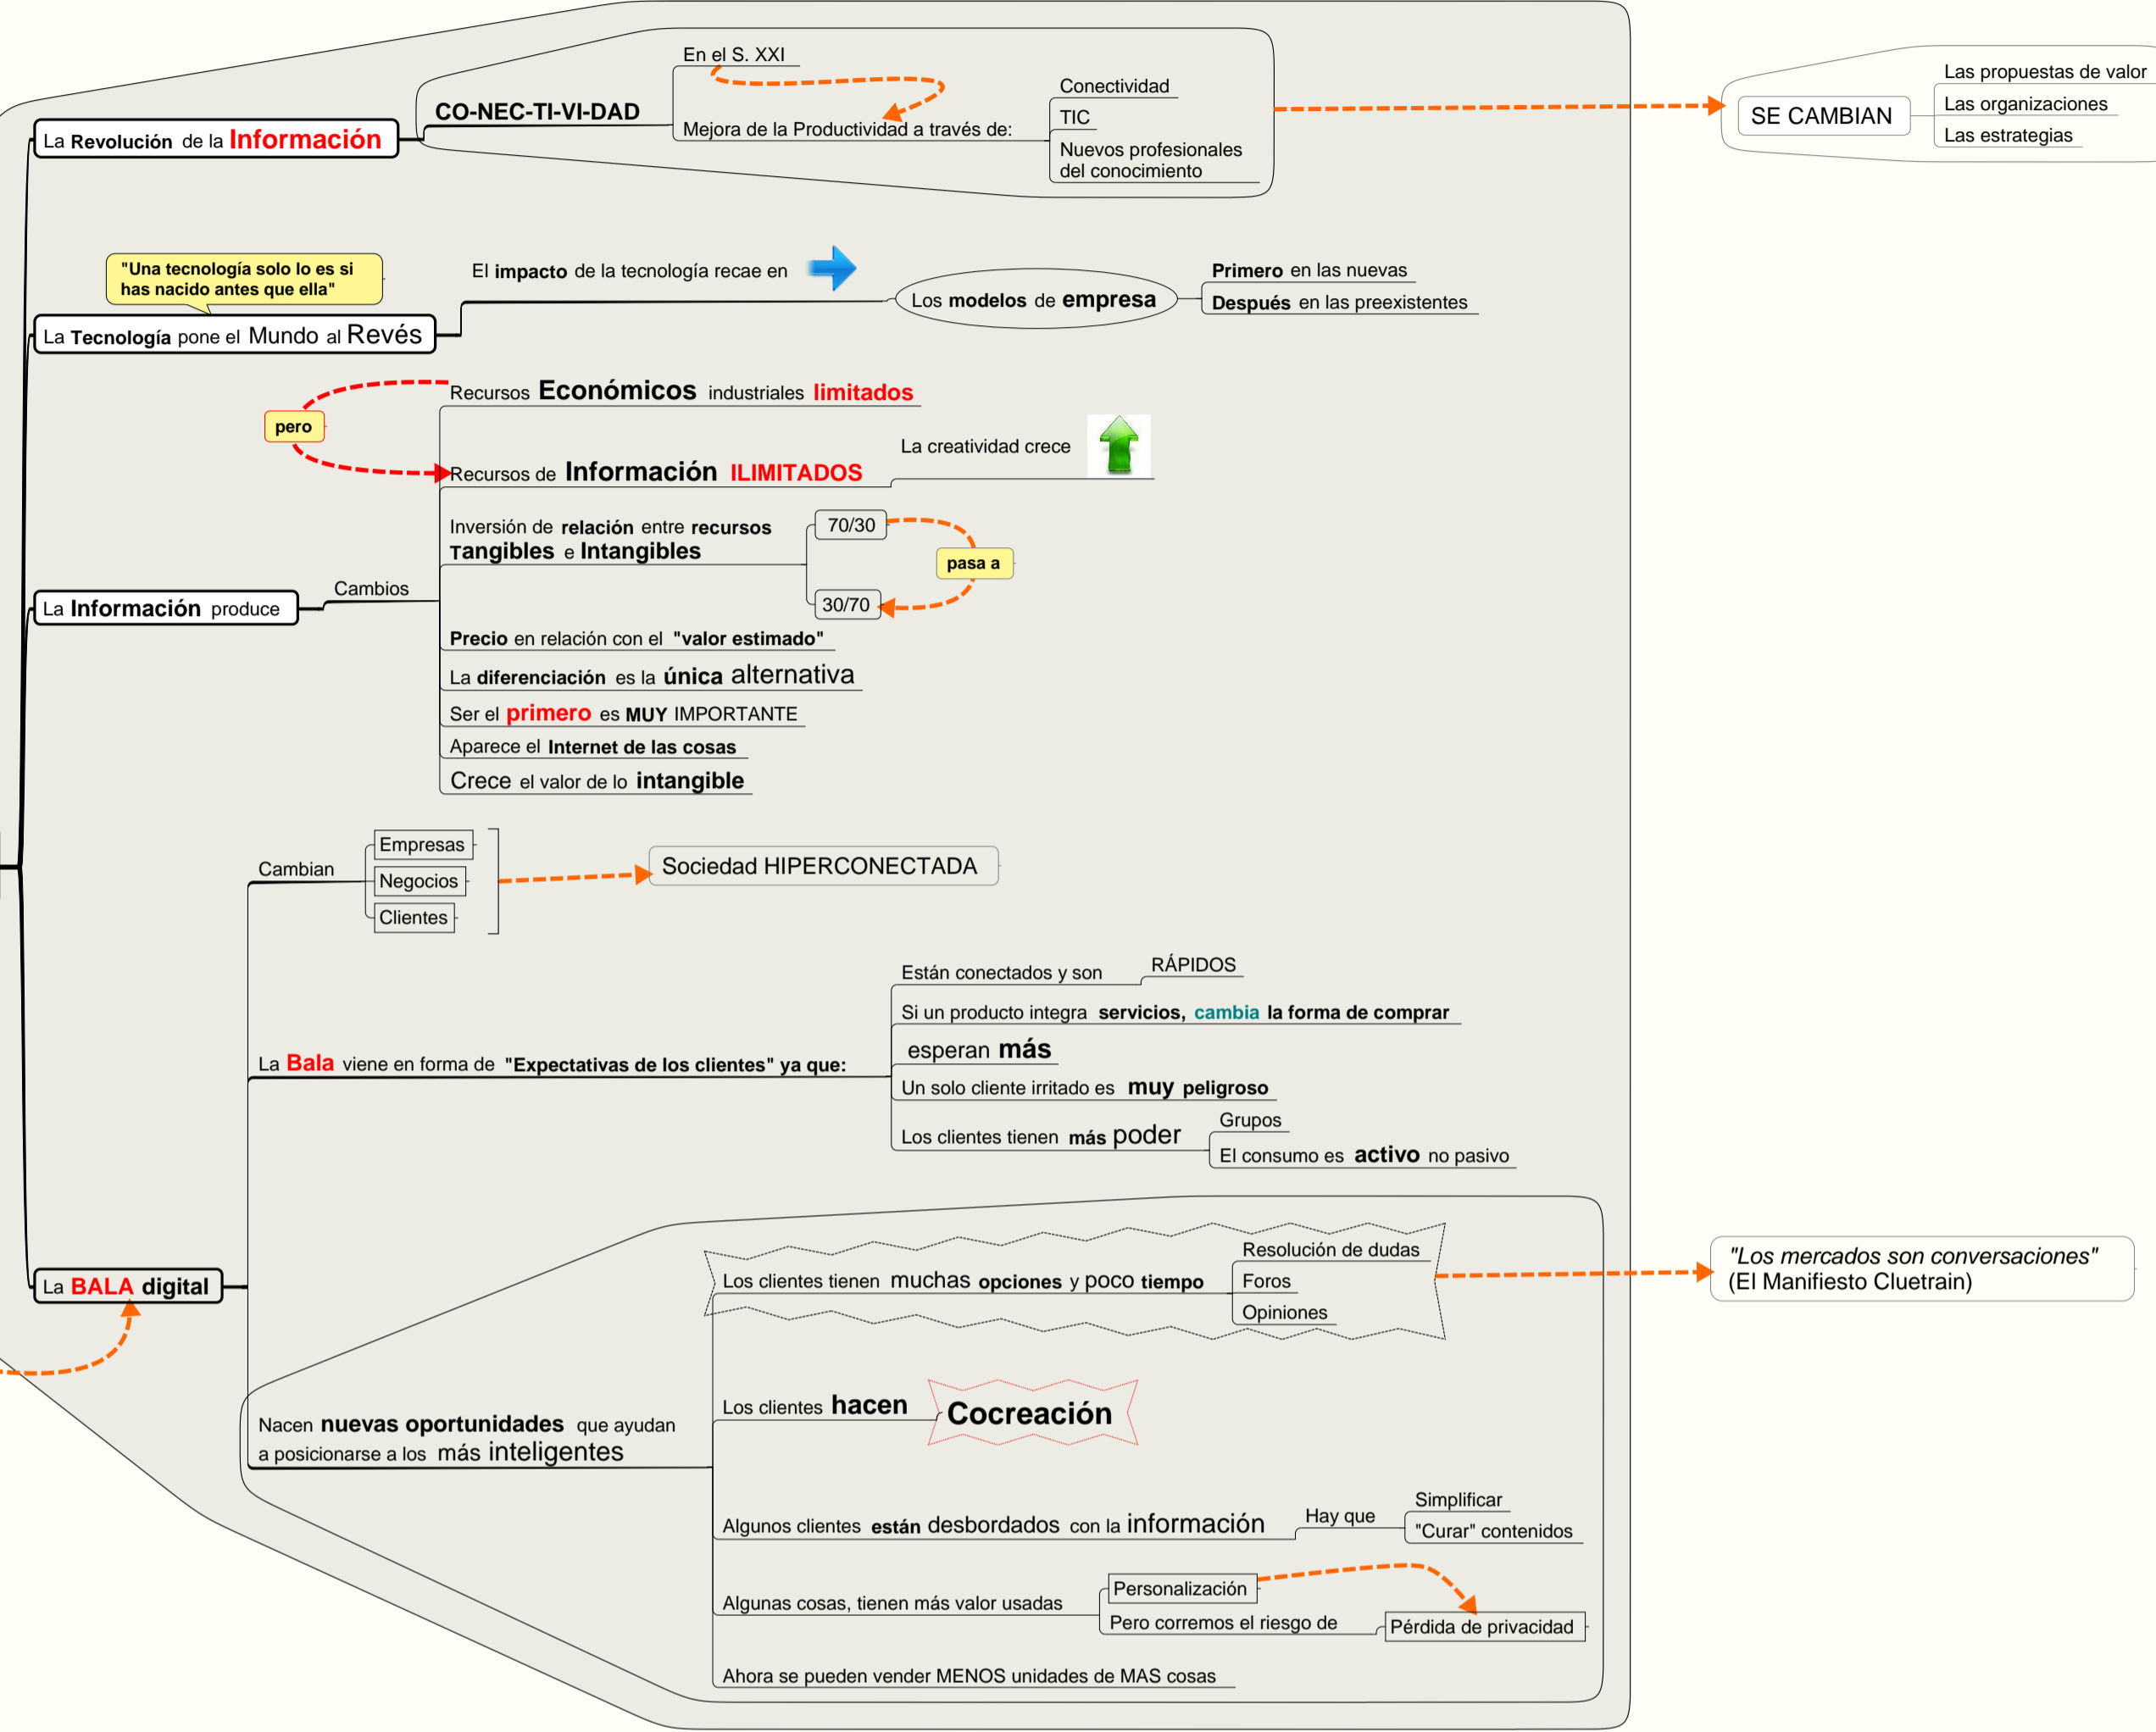 En el S. XXI
Conectividad
CO-NEC-TI-VI-DAD
TIC
Mejora de la Productividad a través de:
La Revolución de la Información
Nuevos profesionales
del conocimiento
Las propuestas de valor
SE CAMBIAN
Las organizaciones
Las estrategias
"Una tecnología solo lo es si
has nacido antes que ella"
La Tecnología pone el Mundo al Revés
El impacto de la tecnología recae en
Los modelos de empresa
Primero en las nuevas
Después en las preexistentes
La Información produce
Cambios
Recursos Económicos industriales limitados
pero
Recursos de Información ILIMITADOS
La creatividad crece
Inversión de relación entre recursos
Tangibles e Intangibles
70/30
pasa a
30/70
Precio en relación con el "valor estimado"
La diferenciación es la única alternativa
Ser el primero es MUY IMPORTANTE
Aparece el Internet de las cosas
Crece el valor de lo intangible
La BALA digital
Cambian
Empresas
Negocios
Clientes
Sociedad HIPERCONECTADA
La Bala viene en forma de "Expectativas de los clientes" ya que:
Están conectados y son
RÁPIDOS
Si un producto integra servicios, cambia la forma de comprar
esperan más
Un solo cliente irritado es muy peligroso
Los clientes tienen más poder
Grupos
El consumo es activo no pasivo
Nacen nuevas oportunidades que ayudan
a posicionarse a los más inteligentes
Los clientes tienen muchas opciones y poco tiempo
Resolución de dudas
Foros
Opiniones
"Los mercados son conversaciones"
(El Manifiesto Cluetrain)
Los clientes hacen
Cocreación
Algunos clientes están desbordados con la información
Hay que
Simplificar
"Curar" contenidos
Algunas cosas, tienen más valor usadas
Personalización
Pero corremos el riesgo de
Pérdida de privacidad
Ahora se pueden vender MENOS unidades de MAS cosas